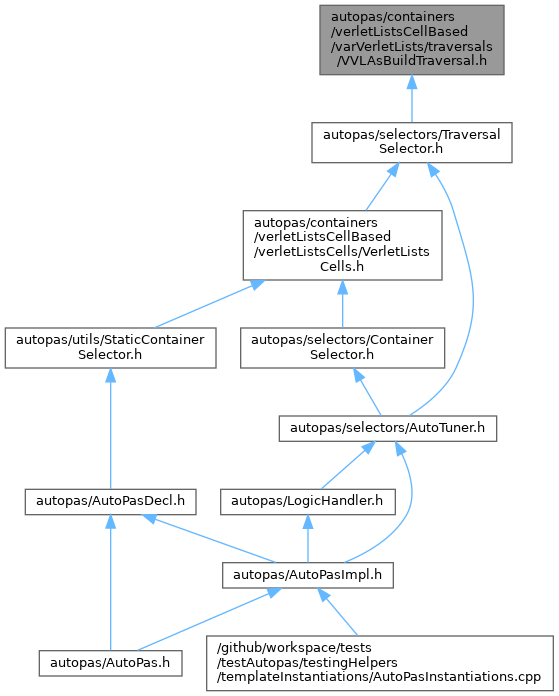 autopas/containers
/verletListsCellBased
/varVerletLists/traversals
/VVLAsBuildTraversal.h
autopas/selectors/Traversal
Selector.h
autopas/containers
/verletListsCellBased
/verletListsCells/VerletLists
Cells.h
autopas/utils/StaticContainer
Selector.h
autopas/selectors/Container
Selector.h
autopas/selectors/AutoTuner.h
autopas/AutoPasDecl.h
autopas/LogicHandler.h
autopas/AutoPasImpl.h
autopas/AutoPas.h
/github/workspace/tests
/testAutopas/testingHelpers
/templateInstantiations/AutoPasInstantiations.cpp